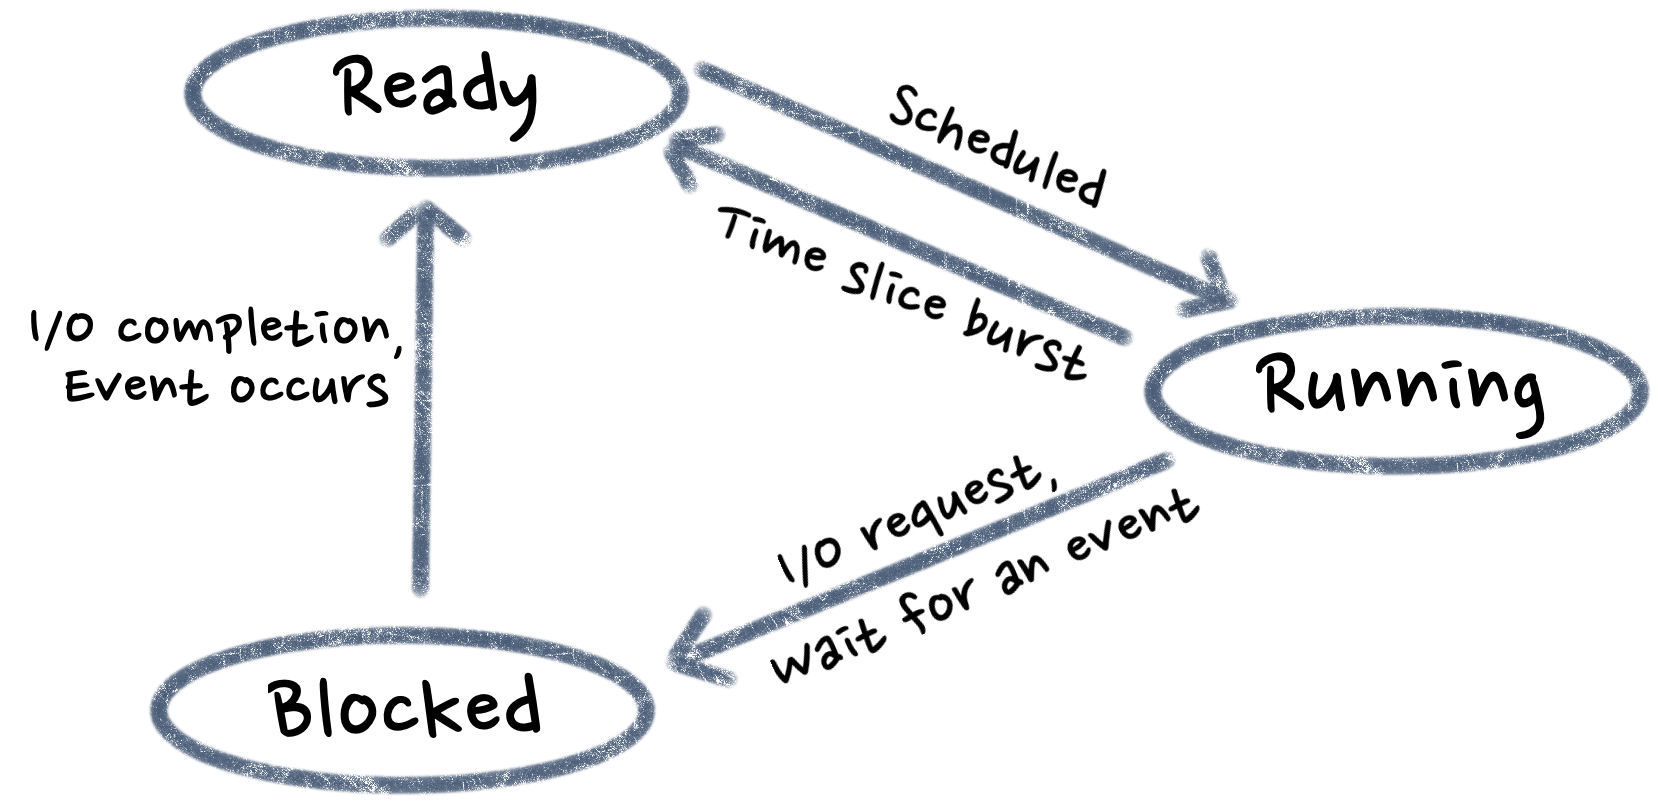 Ready
Scheduled
Time slice burst
I/O completion,
Event occurs
Running
I/O request,
wait for an event
Blocked